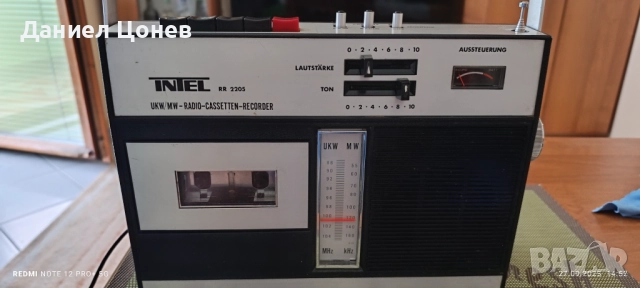 Даниел Цонев
0 · 2 · 4 · 6 · 8 · 10
AUSSTEUERUNG
LAUTSTÄRKE
INTEL RR 2205
TON
UKW/MW-RADIO-CASSETTEN-RECORDER
0 · 2 · 4 · 6 · 8 · 10
UKW MW
MHz kHz
BAZAR
REDMI NOTE 12 PRO+ 5G
27.09.2025 14:52